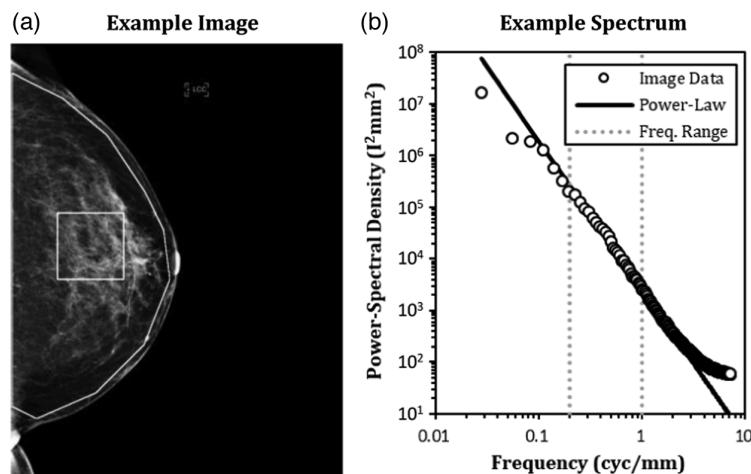 (a) Example Image
LCC
(b) Example Spectrum
Power-Spectral Density (I²mm²)
10⁸
10⁷
10⁶
10⁵
10⁴
10³
10²
10¹
Image Data
Power-Law
Freq. Range
0.01 0.1 1 10
Frequency (cyc/mm)